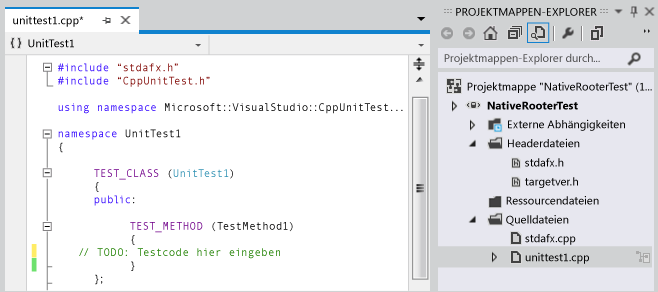 unittest1.cpp*
{ } UnitTest1
#include "stdafx.h"
#include "CppUnitTest.h"
using namespace Microsoft::VisualStudio::CppUnitTest...
namespace UnitTest1
{
TEST_CLASS (UnitTest1)
{
public:
TEST_METHOD (TestMethod1)
{
// TODO: Testcode hier eingeben
}
};
PROJEKTMAPPEN-EXPLORER
Projektmappen-Explorer durch...
Projektmappe "NativeRooterTest" (1...
NativeRooterTest
Externe Abhängigkeiten
Headerdateien
stdafx.h
targetver.h
Ressourcendateien
Quelldateien
stdafx.cpp
unittest1.cpp